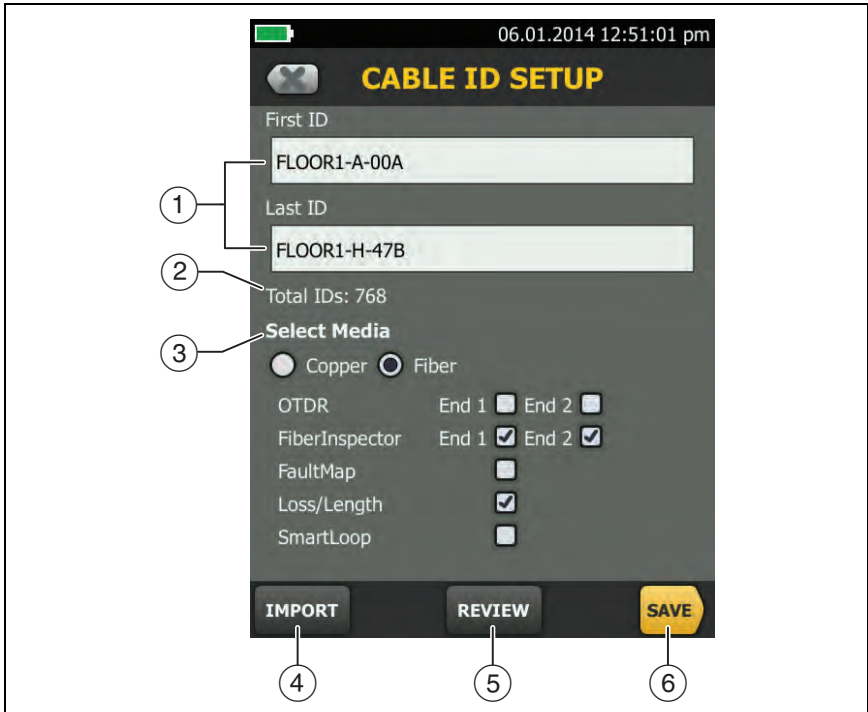 06.01.2014 12:51:01 pm
CABLE ID SETUP
First ID
FLOOR1-A-00A
1
Last ID
FLOOR1-H-47B
2
Total IDs: 768
Select Media
3
Copper Fiber
OTDR End 1 End 2
FiberInspector End 1 End 2
FaultMap
Loss/Length
SmartLoop
IMPORT REVIEW SAVE
4 5 6